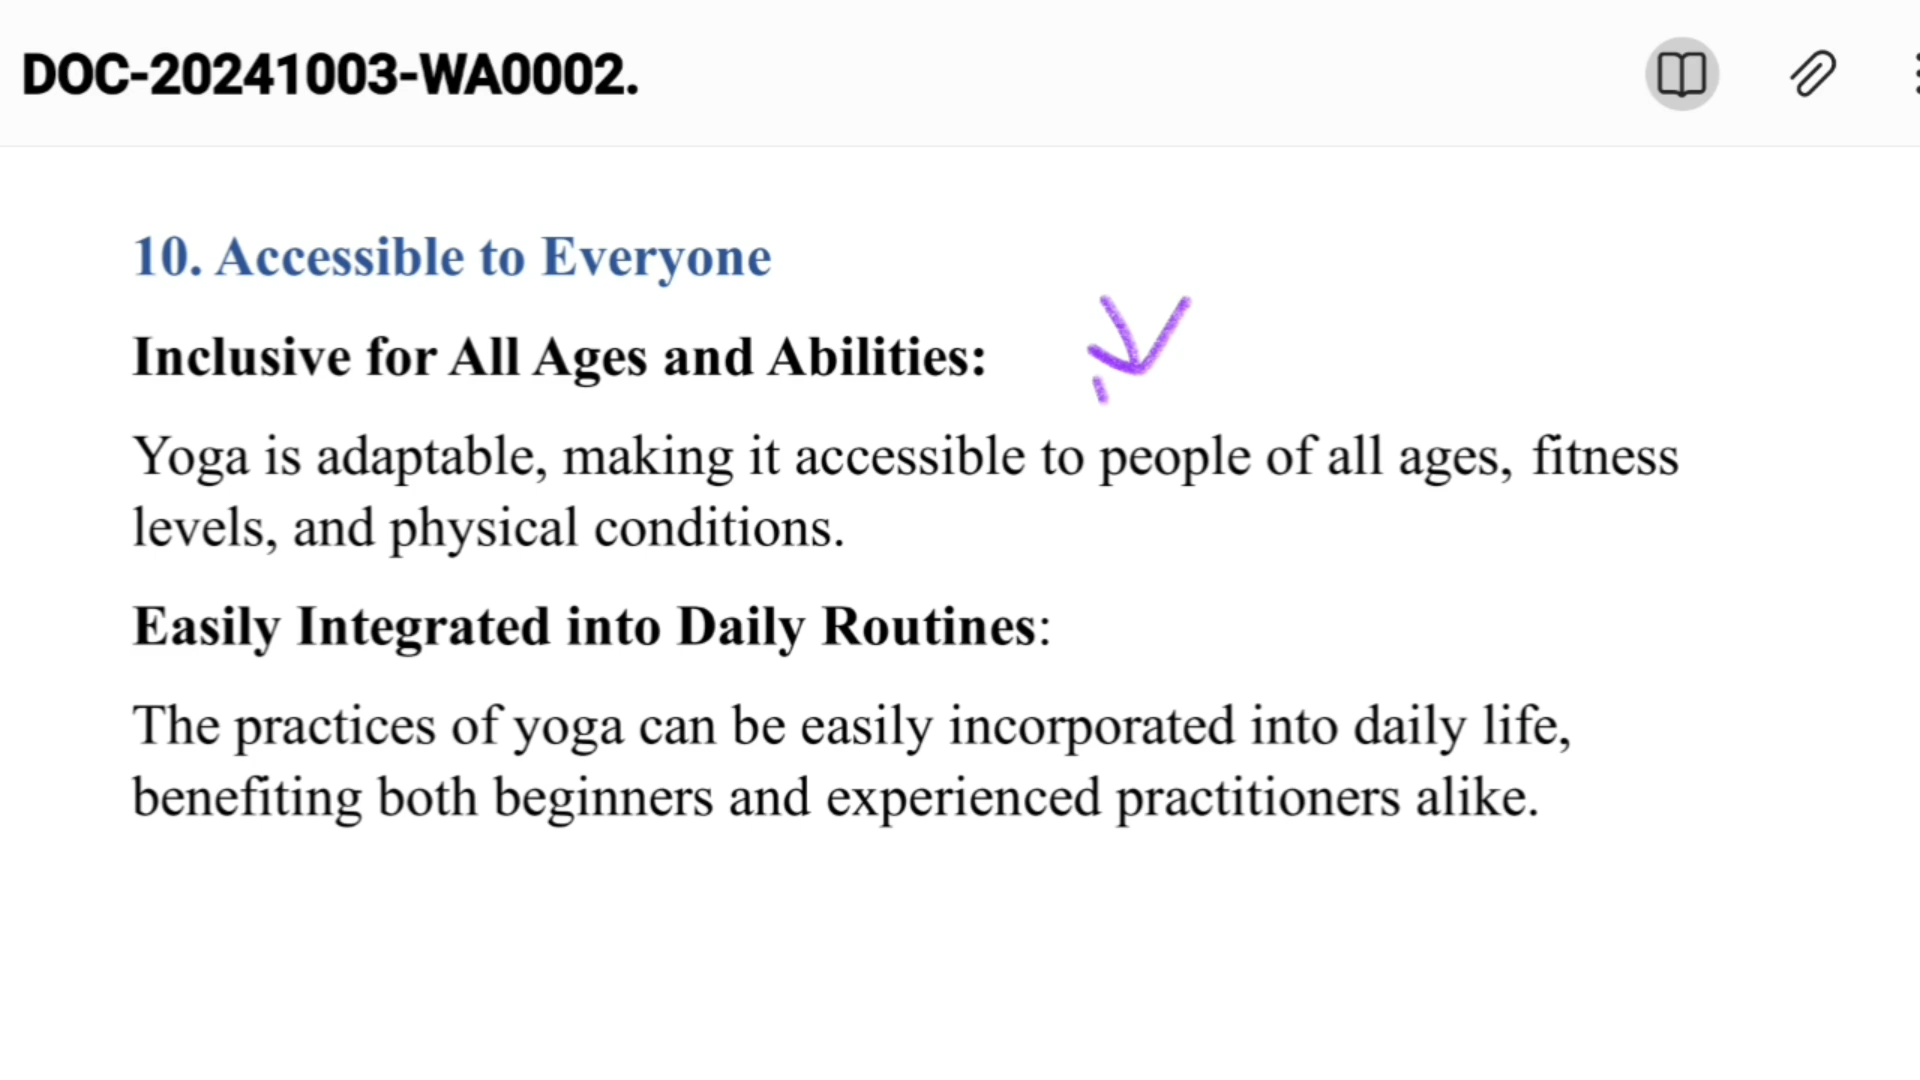 DOC-20241003-WA0002.
10. Accessible to Everyone
Inclusive for All Ages and Abilities:
Yoga is adaptable, making it accessible to people of all ages, fitness
levels, and physical conditions.
Easily Integrated into Daily Routines:
The practices of yoga can be easily incorporated into daily life,
benefiting both beginners and experienced practitioners alike.